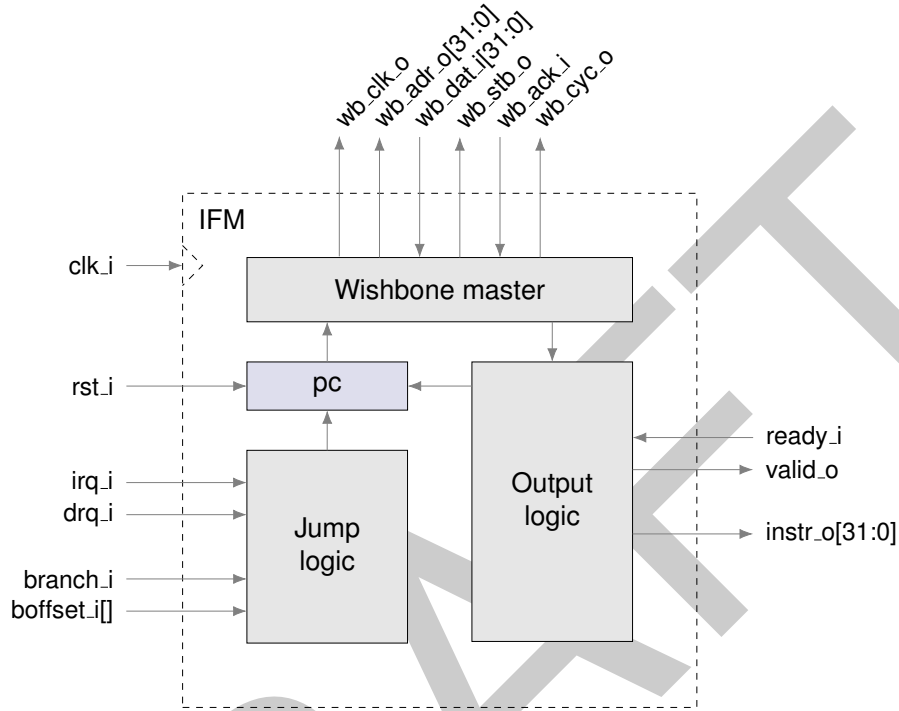 wb_clk_o
wb_adr_o[31:0]
wb_dat_i[31:0]
wb_stb_o
wb_ack_i
wb_cyc_o
IFM
clk_i
Wishbone master
rst_i
pc
ready_i
valid_o
irq_i
drq_i
Jump
logic
Output
logic
instr_o[31:0]
branch_i
boffset_i[]
DRAFT